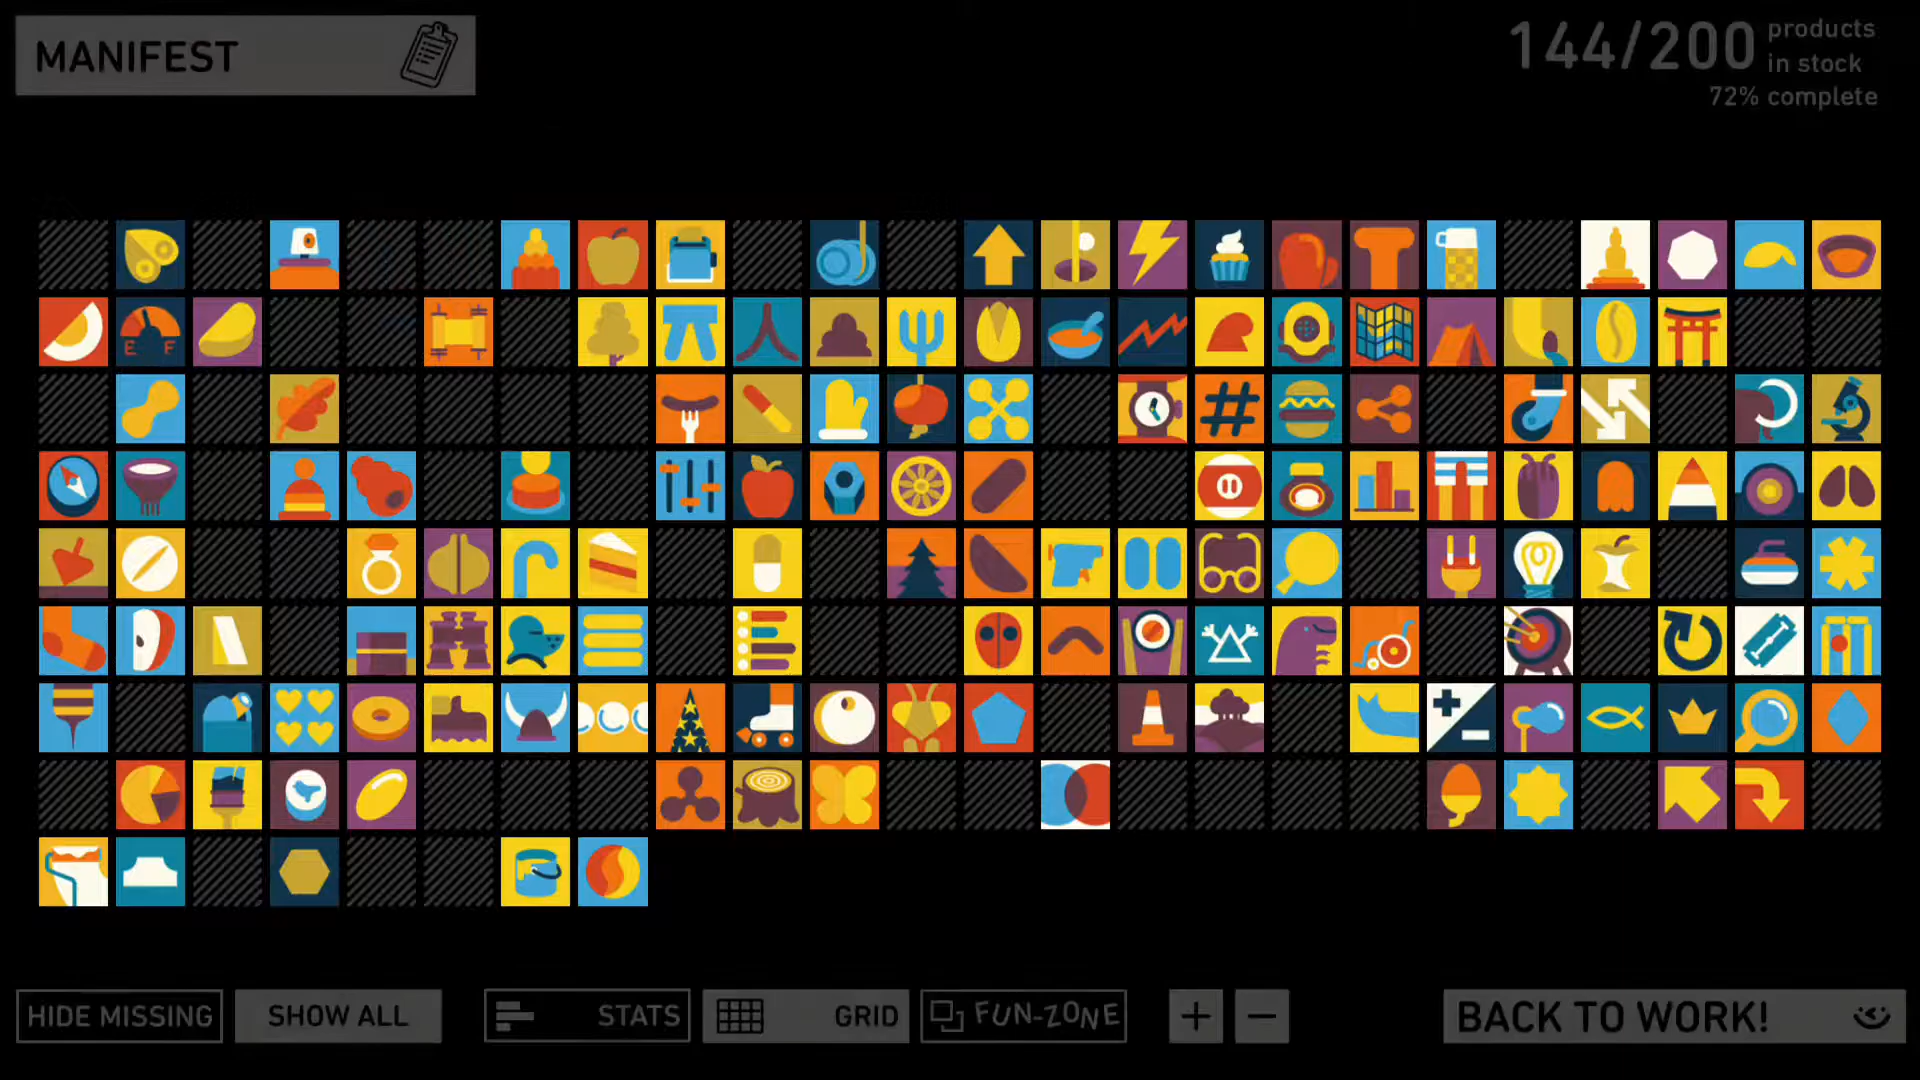 MANIFEST
144/200 products
in stock
72% complete
E F
#
HIDE MISSING
SHOW ALL
STATS
GRID
FUN-ZONE
+
−
BACK TO WORK!